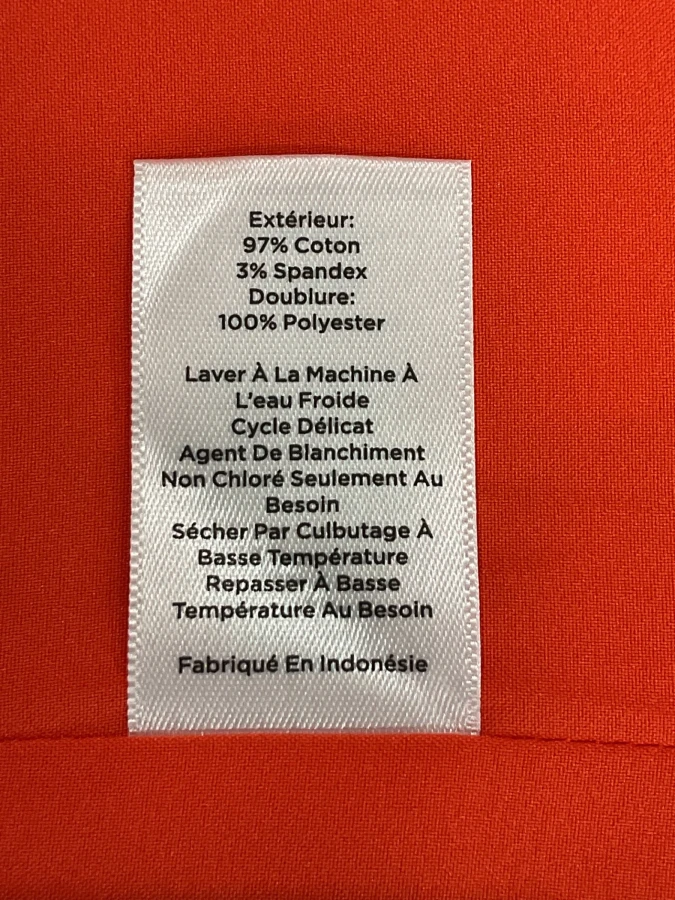 Extérieur:
97% Coton
3% Spandex
Doublure:
100% Polyester
Laver À La Machine À
L'eau Froide
Cycle Délicat
Agent De Blanchiment
Non Chloré Seulement Au
Besoin
Sécher Par Culbutage À
Basse Température
Repasser À Basse
Température Au Besoin
Fabriqué En Indonésie